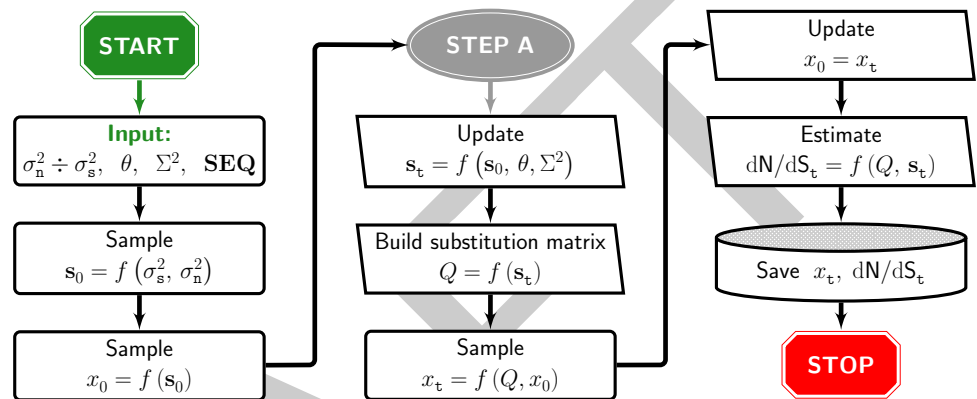 START
Input:
σ²ₙ ÷ σ²ₛ, θ, Σ², SEQ
Sample
s₀ = f (σ²ₛ, σ²ₙ)
Sample
x₀ = f (s₀)
STEP A
Update
sₜ = f (s₀, θ, Σ²)
Build substitution matrix
Q = f (sₜ)
Sample
xₜ = f (Q, x₀)
Update
x₀ = xₜ
Estimate
dN/dSₜ = f (Q, sₜ)
Save xₜ, dN/dSₜ
STOP